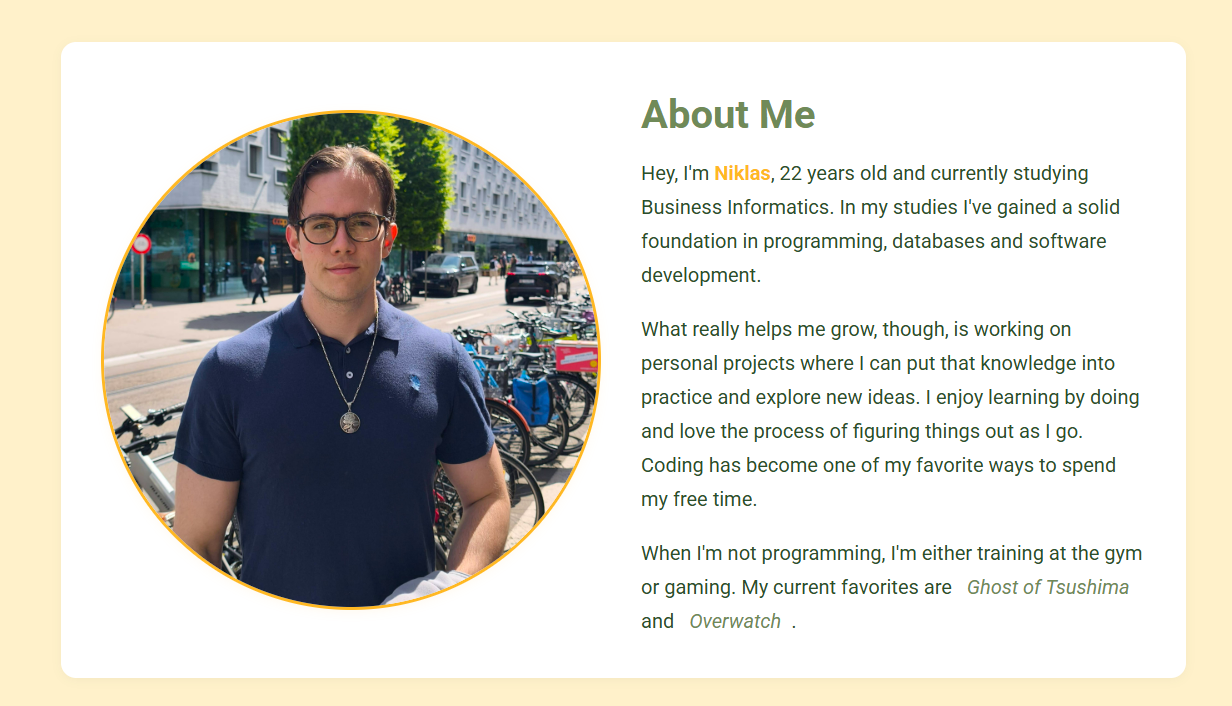 About Me
Hey, I'm Niklas, 22 years old and currently studying
Business Informatics. In my studies I've gained a solid
foundation in programming, databases and software
development.
What really helps me grow, though, is working on
personal projects where I can put that knowledge into
practice and explore new ideas. I enjoy learning by doing
and love the process of figuring things out as I go.
Coding has become one of my favorite ways to spend
my free time.
When I'm not programming, I'm either training at the gym
or gaming. My current favorites are Ghost of Tsushima
and Overwatch .